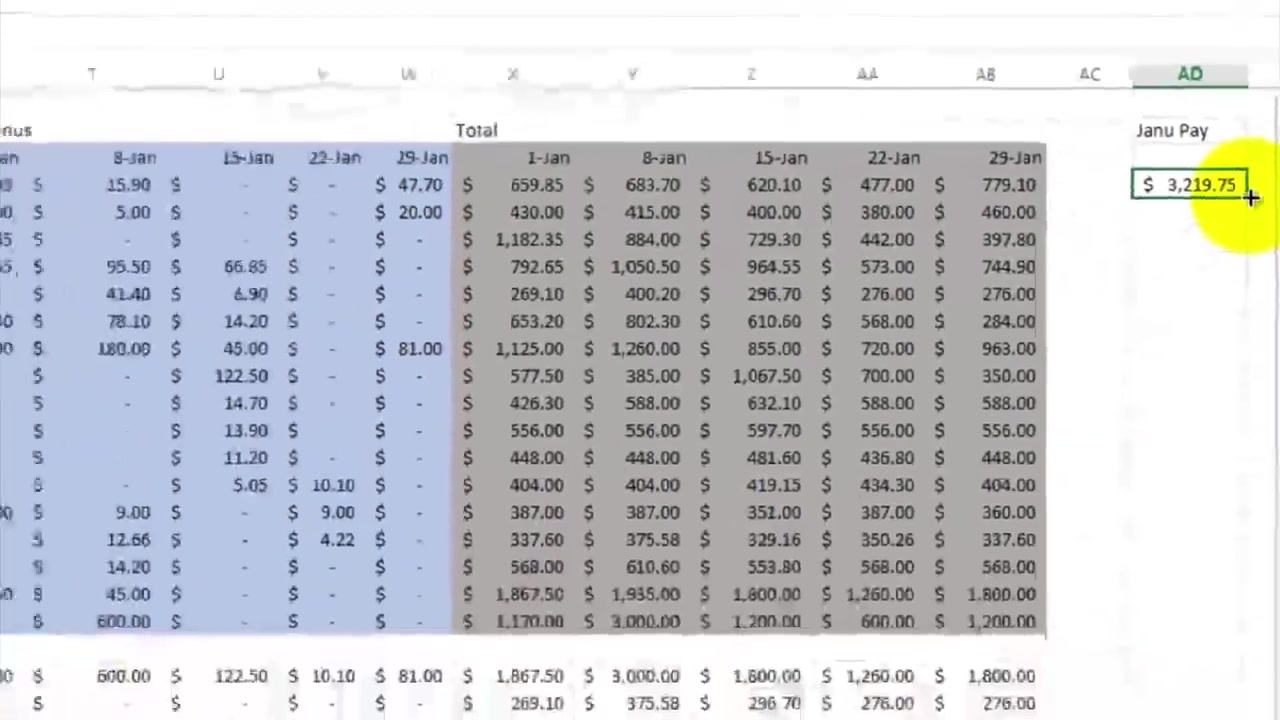 T U V W X Y Z AA AB AC AD
nus Total Janu Pay
an 8-Jan 15-Jan 22-Jan 29-Jan 1-Jan 8-Jan 15-Jan 22-Jan 29-Jan
$ 15.90 $ - $ - $ 47.70 $ 659.85 $ 683.70 $ 620.10 $ 477.00 $ 779.10 $ 3,219.75
$ 5.00 $ - $ - $ 20.00 $ 430.00 $ 415.00 $ 400.00 $ 380.00 $ 460.00
$ - $ - $ - $ - $ 1,182.35 $ 884.00 $ 729.30 $ 442.00 $ 397.80
$ 95.50 $ 66.85 $ - $ - $ 792.65 $ 1,050.50 $ 964.55 $ 573.00 $ 744.90
$ 41.40 $ 6.90 $ - $ - $ 269.10 $ 400.20 $ 296.70 $ 276.00 $ 276.00
$ 78.10 $ 14.20 $ - $ - $ 653.20 $ 802.30 $ 610.60 $ 568.00 $ 284.00
$ 180.00 $ 45.00 $ - $ 81.00 $ 1,125.00 $ 1,260.00 $ 855.00 $ 720.00 $ 963.00
$ - $ 122.50 $ - $ - $ 577.50 $ 385.00 $ 1,067.50 $ 700.00 $ 350.00
$ - $ 14.70 $ - $ - $ 426.30 $ 588.00 $ 632.10 $ 588.00 $ 588.00
$ - $ 13.90 $ - $ - $ 556.00 $ 556.00 $ 597.70 $ 556.00 $ 556.00
$ - $ 11.20 $ - $ - $ 448.00 $ 448.00 $ 481.60 $ 436.80 $ 448.00
$ - $ 5.05 $ 10.10 $ - $ 404.00 $ 404.00 $ 419.15 $ 434.30 $ 404.00
$ 9.00 $ - $ 9.00 $ - $ 387.00 $ 387.00 $ 351.00 $ 387.00 $ 360.00
$ 12.66 $ - $ 4.22 $ - $ 337.60 $ 375.58 $ 329.16 $ 350.26 $ 337.60
$ 14.20 $ - $ - $ - $ 568.00 $ 610.60 $ 553.80 $ 568.00 $ 568.00
$ 45.00 $ - $ - $ - $ 1,867.50 $ 1,935.00 $ 1,800.00 $ 1,260.00 $ 1,800.00
$ 600.00 $ - $ - $ - $ 1,170.00 $ 3,000.00 $ 1,200.00 $ 600.00 $ 1,200.00
$ 600.00 $ 122.50 $ 10.10 $ 81.00 $ 1,867.50 $ 3,000.00 $ 1,800.00 $ 1,260.00 $ 1,800.00
$ - $ - $ - $ - $ 269.10 $ 375.58 $ 296.70 $ 276.00 $ 276.00